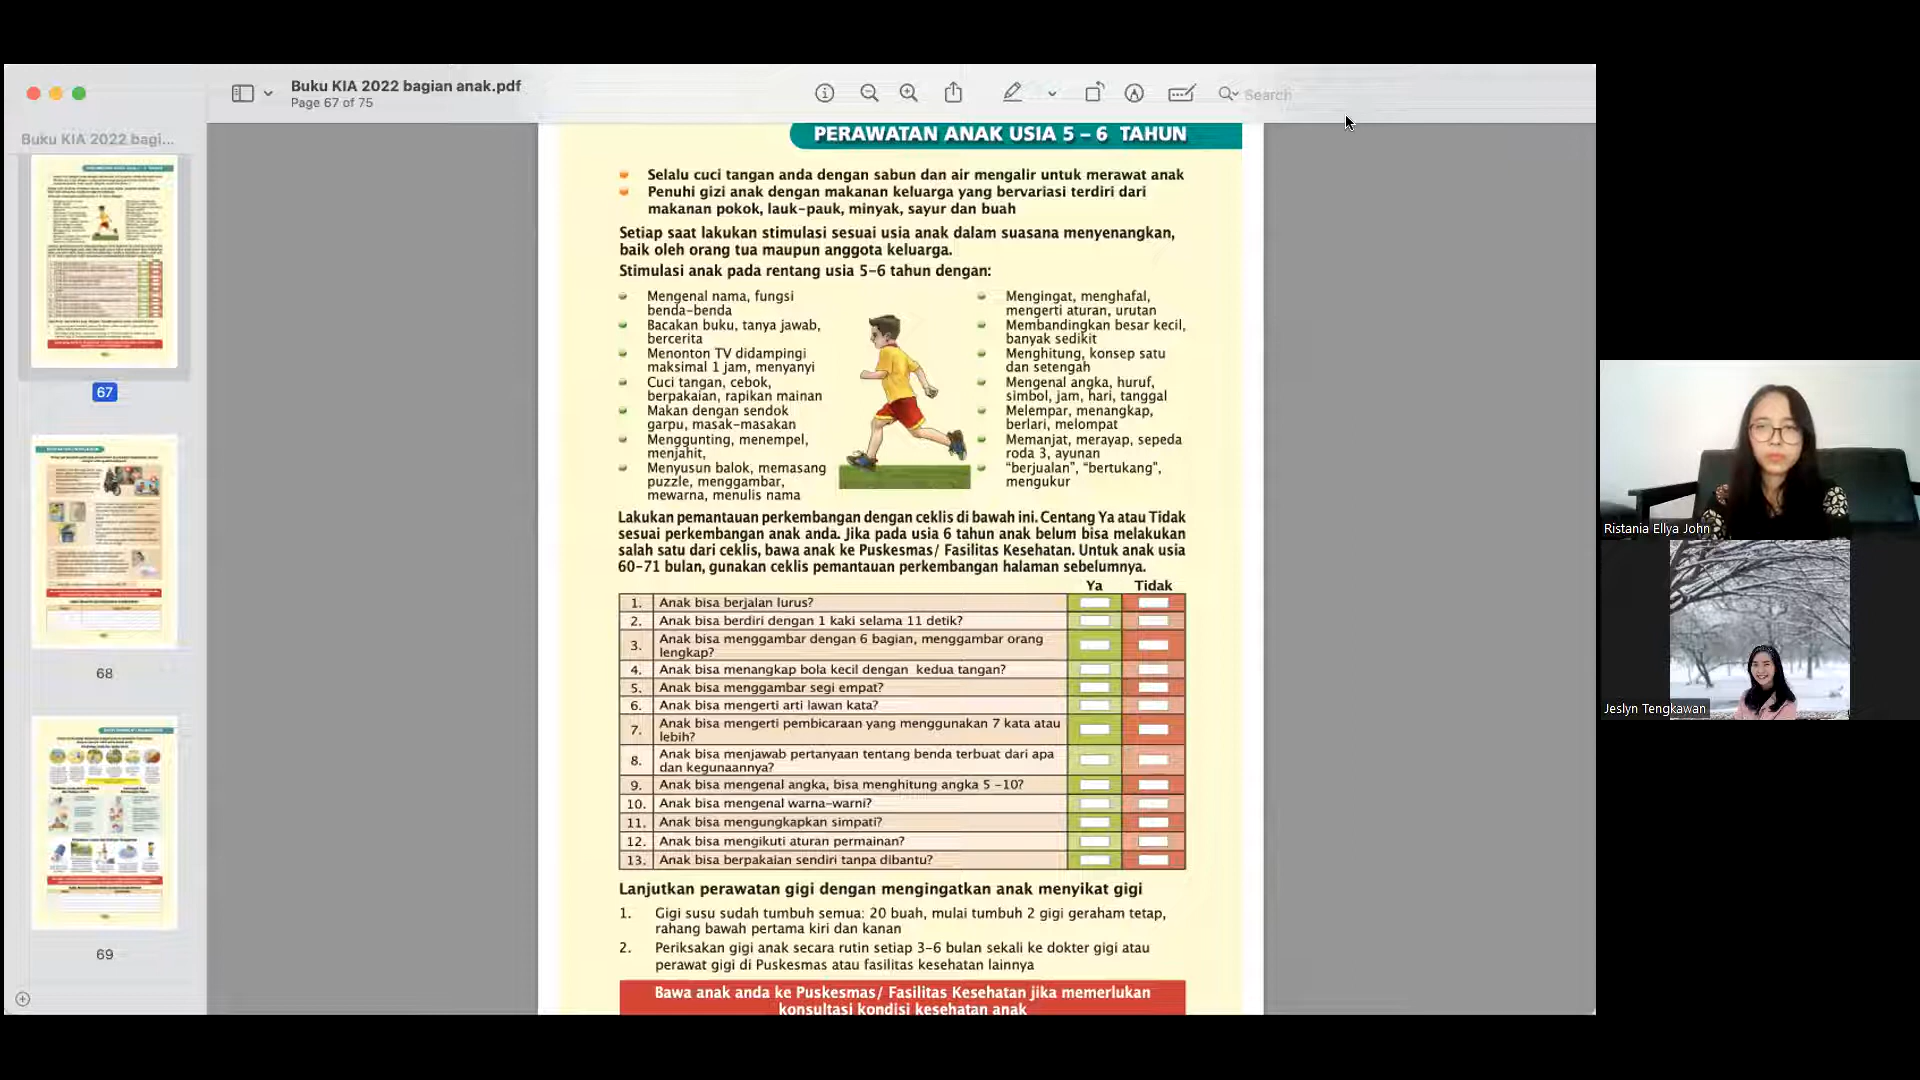 Buku KIA 2022 bagian anak.pdf
Page 67 of 75
Search
Buku KIA 2022 bagi...
67
68
69
PERAWATAN ANAK USIA 5 – 6 TAHUN
Selalu cuci tangan anda dengan sabun dan air mengalir untuk merawat anak
Penuhi gizi anak dengan makanan keluarga yang bervariasi terdiri dari
makanan pokok, lauk-pauk, minyak, sayur dan buah
Setiap saat lakukan stimulasi sesuai usia anak dalam suasana menyenangkan,
baik oleh orang tua maupun anggota keluarga.
Stimulasi anak pada rentang usia 5-6 tahun dengan:
Mengenal nama, fungsi
benda-benda
Bacakan buku, tanya jawab,
bercerita
Menonton TV didampingi
maksimal 1 jam, menyanyi
Cuci tangan, cebok,
berpakaian, rapikan mainan
Makan dengan sendok
garpu, masak-masakan
Menggunting, menempel,
menjahit,
Menyusun balok, memasang
puzzle, menggambar,
mewarna, menulis nama
Mengingat, menghafal,
mengerti aturan, urutan
Membandingkan besar kecil,
banyak sedikit
Menghitung, konsep satu
dan setengah
Mengenal angka, huruf,
simbol, jam, hari, tanggal
Melempar, menangkap,
berlari, melompat
Memanjat, merayap, sepeda
roda 3, ayunan
“berjualan”, “bertukang”,
mengukur
Lakukan pemantauan perkembangan dengan ceklis di bawah ini. Centang Ya atau Tidak
sesuai perkembangan anak anda. Jika pada usia 6 tahun anak belum bisa melakukan
salah satu dari ceklis, bawa anak ke Puskesmas/ Fasilitas Kesehatan. Untuk anak usia
60-71 bulan, gunakan ceklis pemantauan perkembangan halaman sebelumnya.
Ya Tidak
1. Anak bisa berjalan lurus?
2. Anak bisa berdiri dengan 1 kaki selama 11 detik?
3. Anak bisa menggambar dengan 6 bagian, menggambar orang
lengkap?
4. Anak bisa menangkap bola kecil dengan kedua tangan?
5. Anak bisa menggambar segi empat?
6. Anak bisa mengerti arti lawan kata?
7. Anak bisa mengerti pembicaraan yang menggunakan 7 kata atau
lebih?
8. Anak bisa menjawab pertanyaan tentang benda terbuat dari apa
dan kegunaannya?
9. Anak bisa mengenal angka, bisa menghitung angka 5 -10?
10. Anak bisa mengenal warna-warni?
11. Anak bisa mengungkapkan simpati?
12. Anak bisa mengikuti aturan permainan?
13. Anak bisa berpakaian sendiri tanpa dibantu?
Lanjutkan perawatan gigi dengan mengingatkan anak menyikat gigi
1. Gigi susu sudah tumbuh semua: 20 buah, mulai tumbuh 2 gigi geraham tetap,
rahang bawah pertama kiri dan kanan
2. Periksakan gigi anak secara rutin setiap 3-6 bulan sekali ke dokter gigi atau
perawat gigi di Puskesmas atau fasilitas kesehatan lainnya
Bawa anak anda ke Puskesmas/ Fasilitas Kesehatan jika memerlukan
konsultasi kondisi kesehatan anak
Ristania Ellya John
Jeslyn Tengkawan